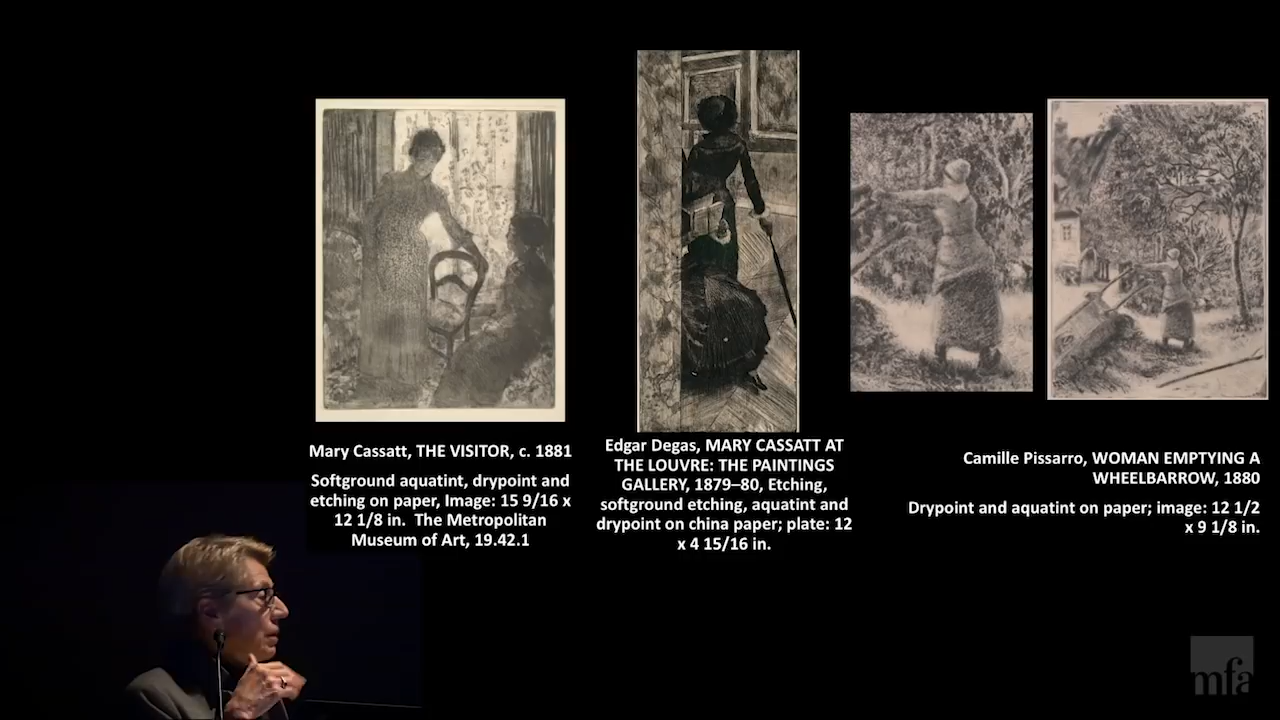 Mary Cassatt, THE VISITOR, c. 1881
Softground aquatint, drypoint and
etching on paper, Image: 15 9/16 x
12 1/8 in.  The Metropolitan
Museum of Art, 19.42.1
Edgar Degas, MARY CASSATT AT
THE LOUVRE: THE PAINTINGS
GALLERY, 1879–80, Etching,
softground etching, aquatint and
drypoint on china paper; plate: 12
x 4 15/16 in.
Camille Pissarro, WOMAN EMPTYING A
WHEELBARROW, 1880
Drypoint and aquatint on paper; image: 12 1/2
x 9 1/8 in.
mfa